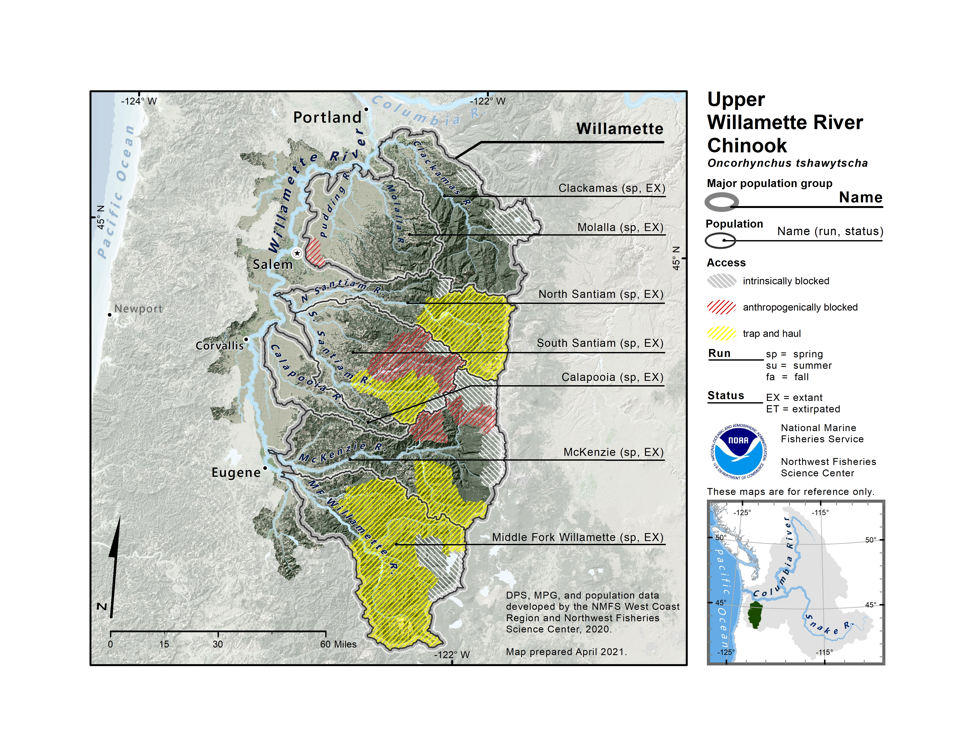 -124° W
-122° W
Columbia R.
Portland
Willamette
Willamette River
Clackamas R.
Pudding R.
Molalla R.
Clackamas (sp, EX)
Molalla (sp, EX)
45° N
Pacific Ocean
45° N
Salem
N Santiam R.
North Santiam (sp, EX)
Newport
S Santiam R.
South Santiam (sp, EX)
Corvallis
Calapooia R.
Calapooia (sp, EX)
McKenzie R.
McKenzie (sp, EX)
Eugene
M Willamette R.
Middle Fork Willamette (sp, EX)
N
DPS, MPG, and population data
developed by the NMFS West Coast
Region and Northwest Fisheries
Science Center, 2020.
Map prepared April 2021.
0 15 30 60 Miles
-122° W
Upper
Willamette River
Chinook
Oncorhynchus tshawytscha
Major population group
Name
Population
Name (run, status)
Access
intrinsically blocked
anthropogenically blocked
trap and haul
Run
sp = spring
su = summer
fa = fall
Status
EX = extant
ET = extirpated
NATIONAL OCEANIC AND ATMOSPHERIC ADMINISTRATION
U.S. DEPARTMENT OF COMMERCE
NOAA
National Marine
Fisheries Service
Northwest Fisheries
Science Center
These maps are for reference only.
-125°
-115°
50°
50°
Columbia River
Pacific Ocean
45°
45°
Snake R.
-125°
-115°